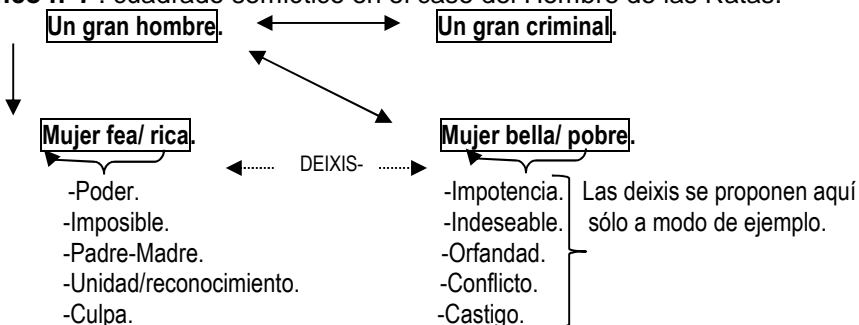 : cuadrado semiótico en el caso del Hombre de las Ratas.
Un gran hombre. Un gran criminal.
Mujer fea/ rica. Mujer bella/ pobre.
DEIXIS-
-Poder. -Impotencia. Las deixis se proponen aquí
-Imposible. -Indeseable. sólo a modo de ejemplo.
-Padre-Madre. -Orfandad.
-Unidad/reconocimiento. -Conflicto.
-Culpa. -Castigo.